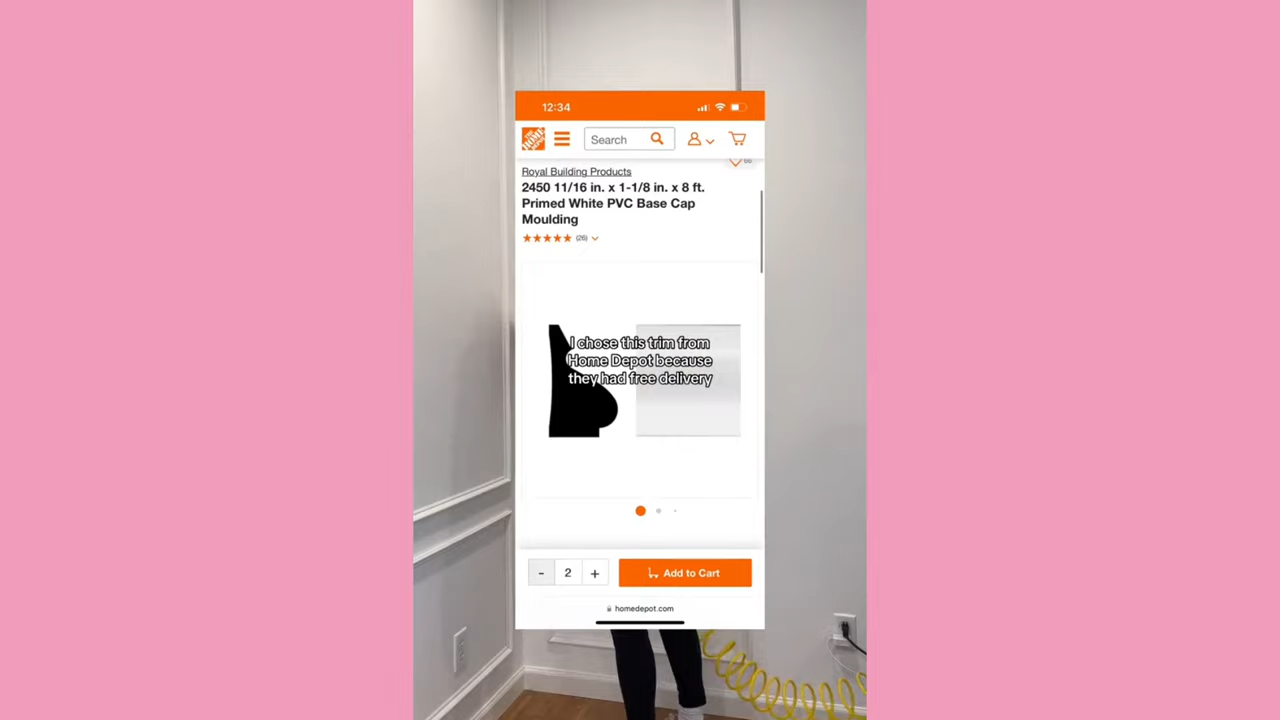 12:34
Search
66
Royal Building Products
2450 11/16 in. x 1-1/8 in. x 8 ft.
Primed White PVC Base Cap
Moulding
(26)
I chose this trim from
Home Depot because
they had free delivery
- 2 +
Add to Cart
homedepot.com